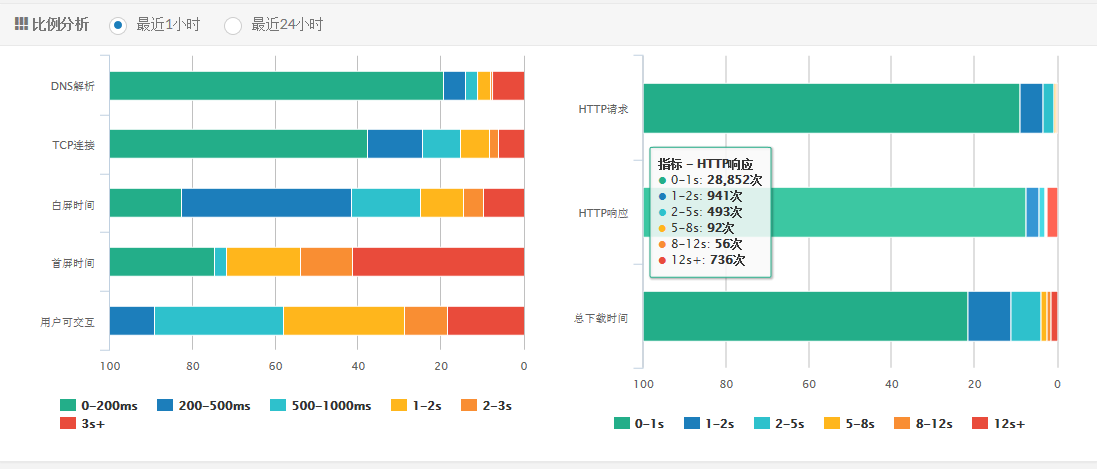 比例分析 最近1小时 最近24小时
DNS解析
TCP连接
白屏时间
首屏时间
用户可交互
100 80 60 40 20 0
0-200ms 200-500ms 500-1000ms 1-2s 2-3s
3s+
HTTP请求
HTTP响应
总下载时间
指标 - HTTP响应
0-1s: 28,852次
1-2s: 941次
2-5s: 493次
5-8s: 92次
8-12s: 56次
12s+: 736次
100 80 60 40 20 0
0-1s 1-2s 2-5s 5-8s 8-12s 12s+